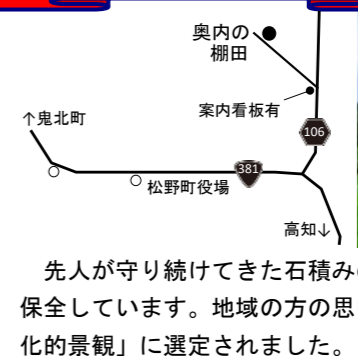 奥内の
棚田
案内看板有
↑鬼北町
106
381
松野町役場
高知↓
先人が守り続けてきた石積み
保全しています。地域の方の思
化的景観」に選定されました。